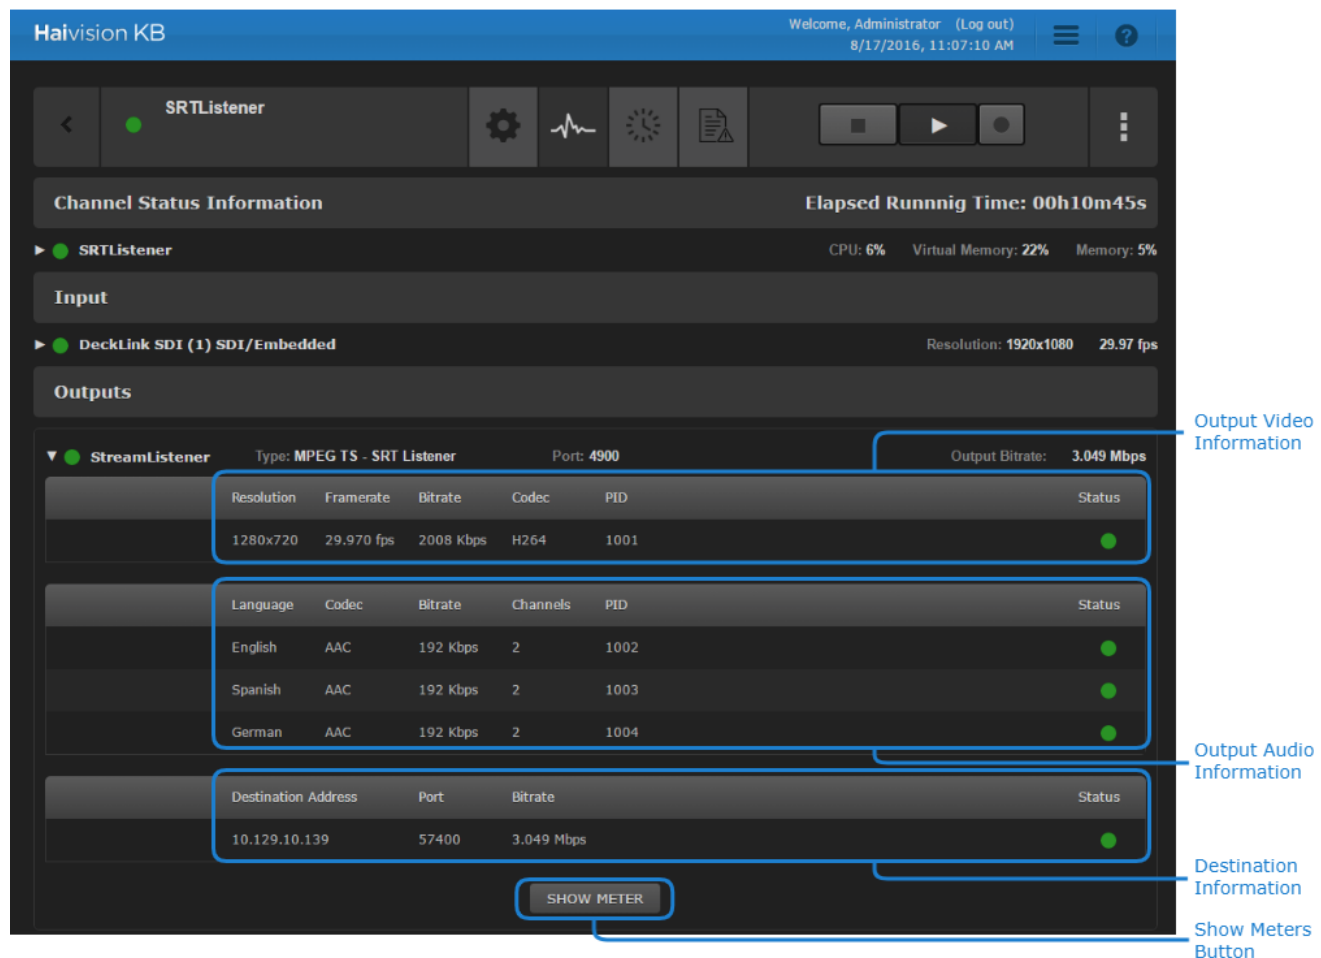 Haivision KB
Welcome, Administrator (Log out)
8/17/2016, 11:07:10 AM
SRTListener
Channel Status Information Elapsed Runnnig Time: 00h10m45s
SRTListener CPU: 6% Virtual Memory: 22% Memory: 5%
Input
DeckLink SDI (1) SDI/Embedded Resolution: 1920x1080 29.97 fps
Outputs
Output Video
Information
StreamListener Type: MPEG TS - SRT Listener Port: 4900 Output Bitrate: 3.049 Mbps
Resolution Framerate Bitrate Codec PID Status
1280x720 29.970 fps 2008 Kbps H264 1001
Language Codec Bitrate Channels PID Status
English AAC 192 Kbps 2 1002
Spanish AAC 192 Kbps 2 1003
German AAC 192 Kbps 2 1004
Output Audio
Information
Destination Address Port Bitrate Status
10.129.10.139 57400 3.049 Mbps
Destination
Information
SHOW METER
Show Meters
Button